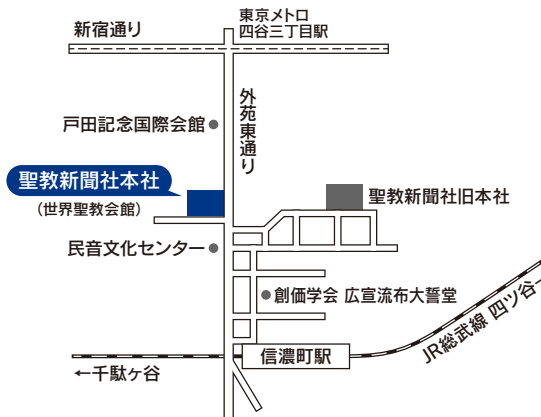 東京メトロ
四谷三丁目駅
新宿通り
外苑東通り
戸田記念国際会館
聖教新聞社本社
(世界聖教会館)
聖教新聞社旧本社
民音文化センター
創価学会 広宣流布大誓堂
JR総武線 四ツ谷→
信濃町駅
←千駄ヶ谷